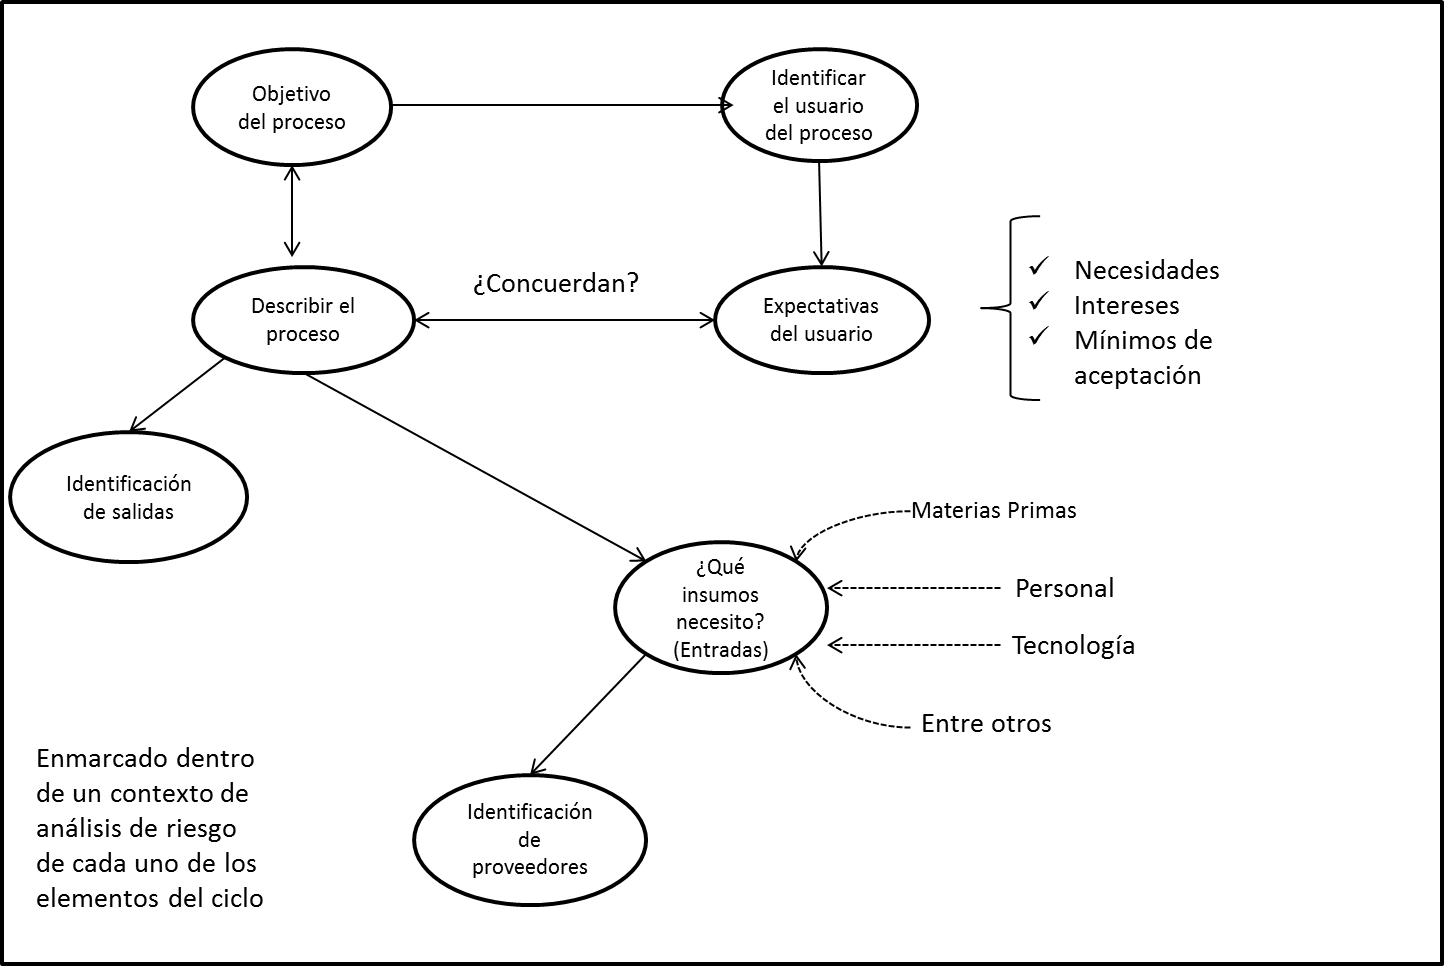 Objetivo
del proceso
Identificar
el usuario
del proceso
¿Concuerdan?
Describir el
proceso
Expectativas
del usuario
✓ Necesidades
✓ Intereses
✓ Mínimos de
aceptación
Identificación
de salidas
¿Qué
insumos
necesito?
(Entradas)
Materias Primas
Personal
Tecnología
Entre otros
Identificación
de
proveedores
Enmarcado dentro
de un contexto de
análisis de riesgo
de cada uno de los
elementos del ciclo